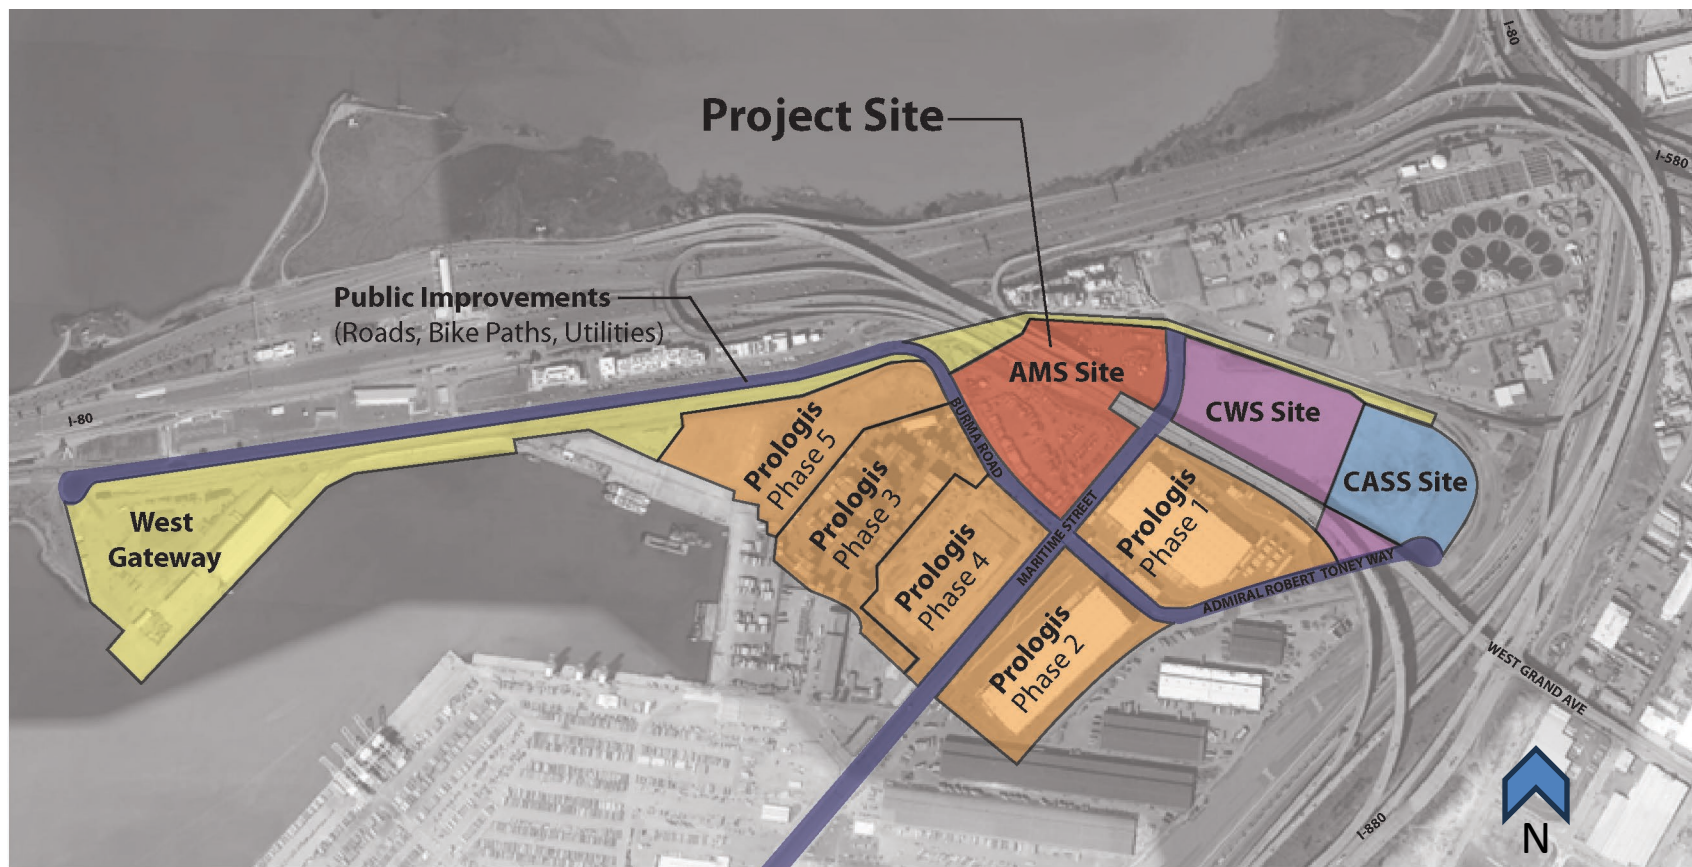 I-80
Project Site
I-580
Public Improvements
(Roads, Bike Paths, Utilities)
AMS Site
I-80
BURMA ROAD
CWS Site
Prologis
Phase 5
Prologis
Phase 3
Prologis
Phase 4
MARITIME STREET
Prologis
Phase 1
CASS Site
West
Gateway
ADMIRAL ROBERT TONEY WAY
Prologis
Phase 2
WEST GRAND AVE
I-880
N